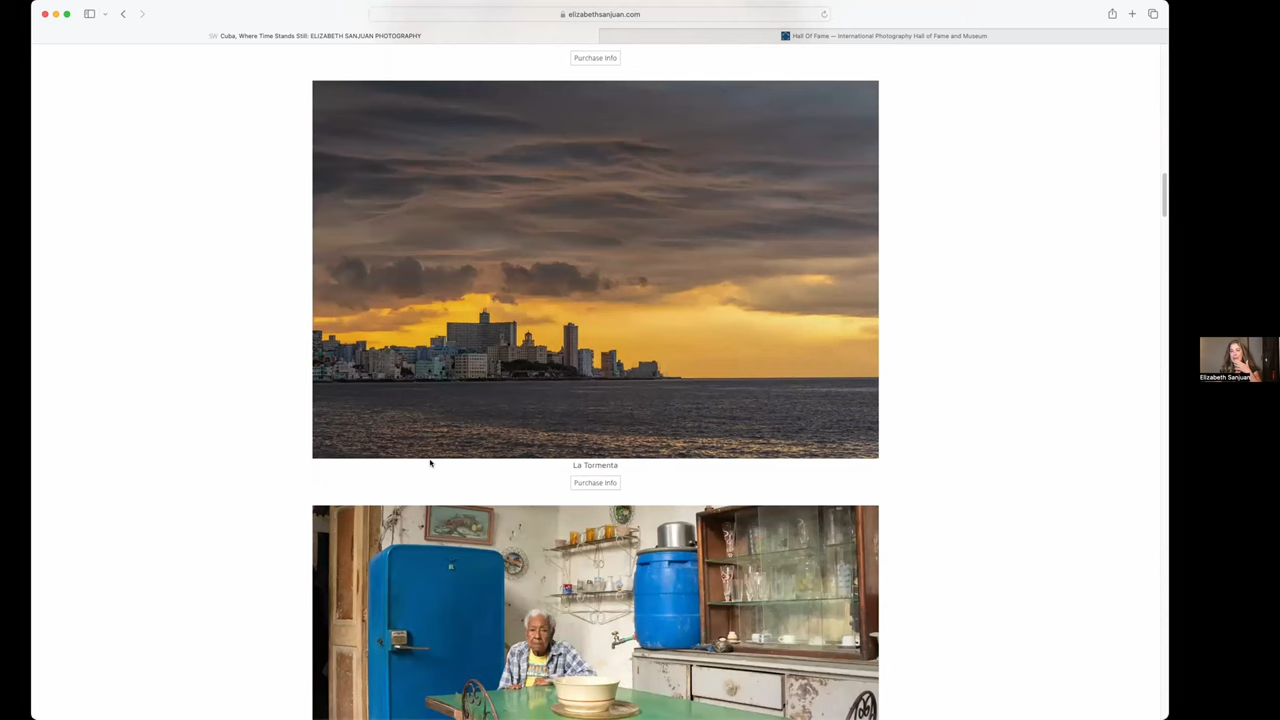 elizabethsanjuan.com
SW Cuba, Where Time Stands Still: ELIZABETH SANJUAN PHOTOGRAPHY
Hall Of Fame — International Photography Hall of Fame and Museum
Purchase Info
La Tormenta
Purchase Info
Elizabeth Sanjuan